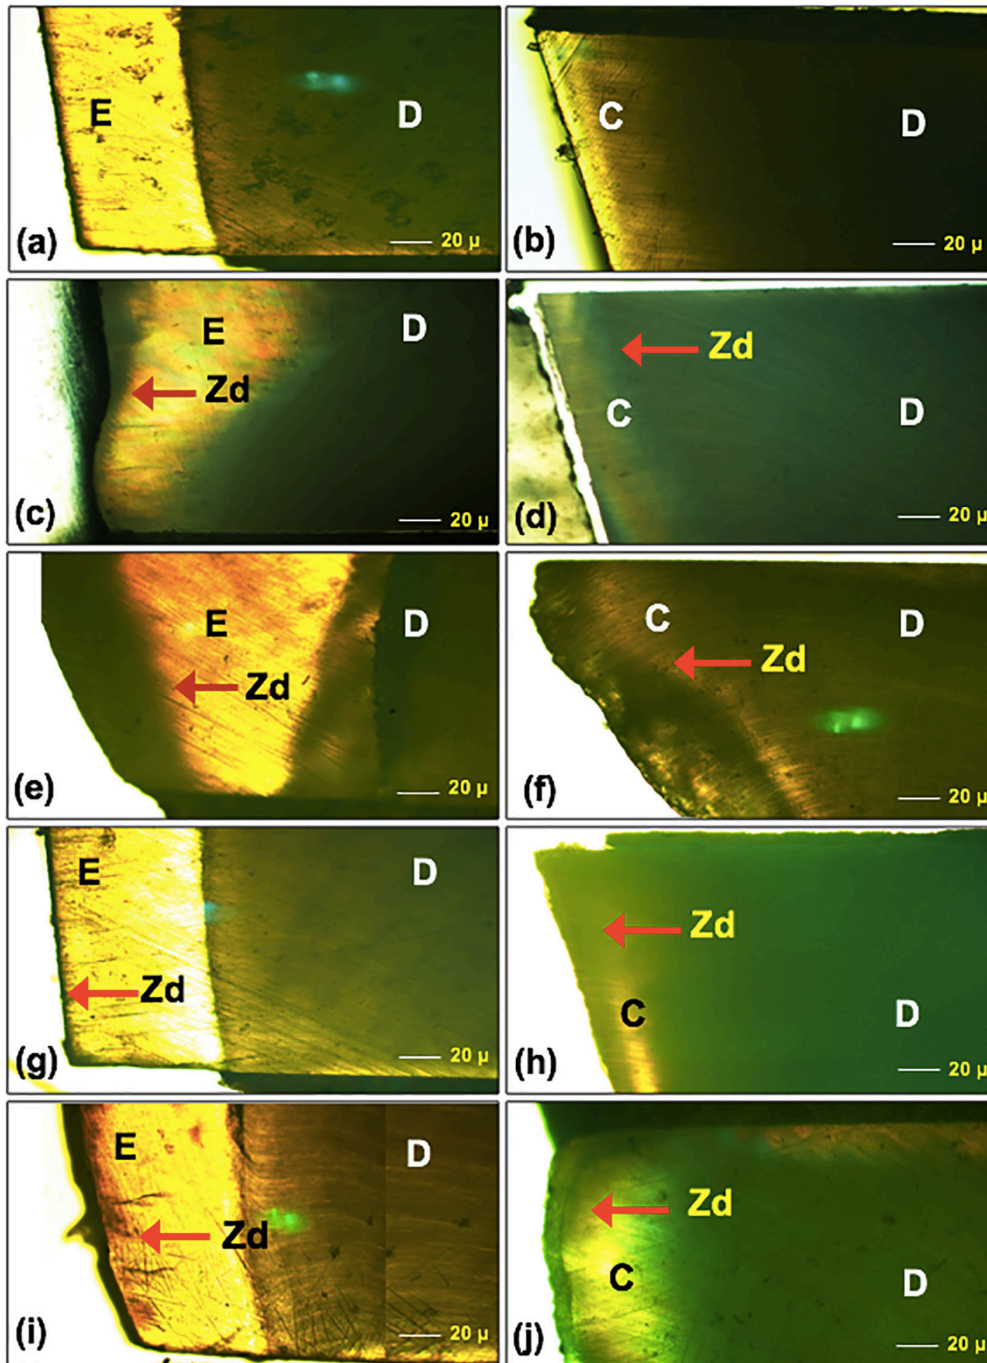 E D
(a) 20 µ
C D
(b) 20 µ
E D
Zd
(c) 20 µ
Zd
C D
(d) 20 µ
E D
Zd
(e) 20 µ
C D
Zd
(f) 20 µ
E D
Zd
(g) 20 µ
Zd
C D
(h) 20 µ
E D
Zd
(i) 20 µ
Zd
C D
(j) 20 µ